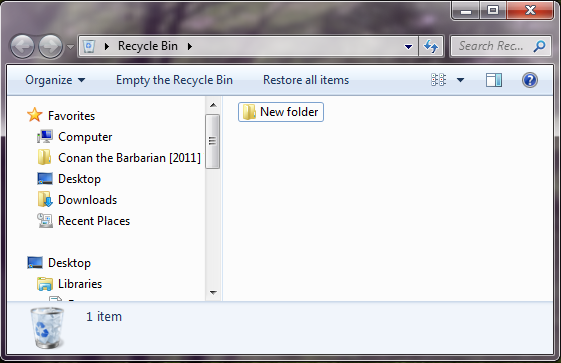 Recycle Bin
Search Rec...
Organize Empty the Recycle Bin Restore all items
Favorites
Computer
Conan the Barbarian [2011]
Desktop
Downloads
Recent Places
Desktop
Libraries
New folder
1 item